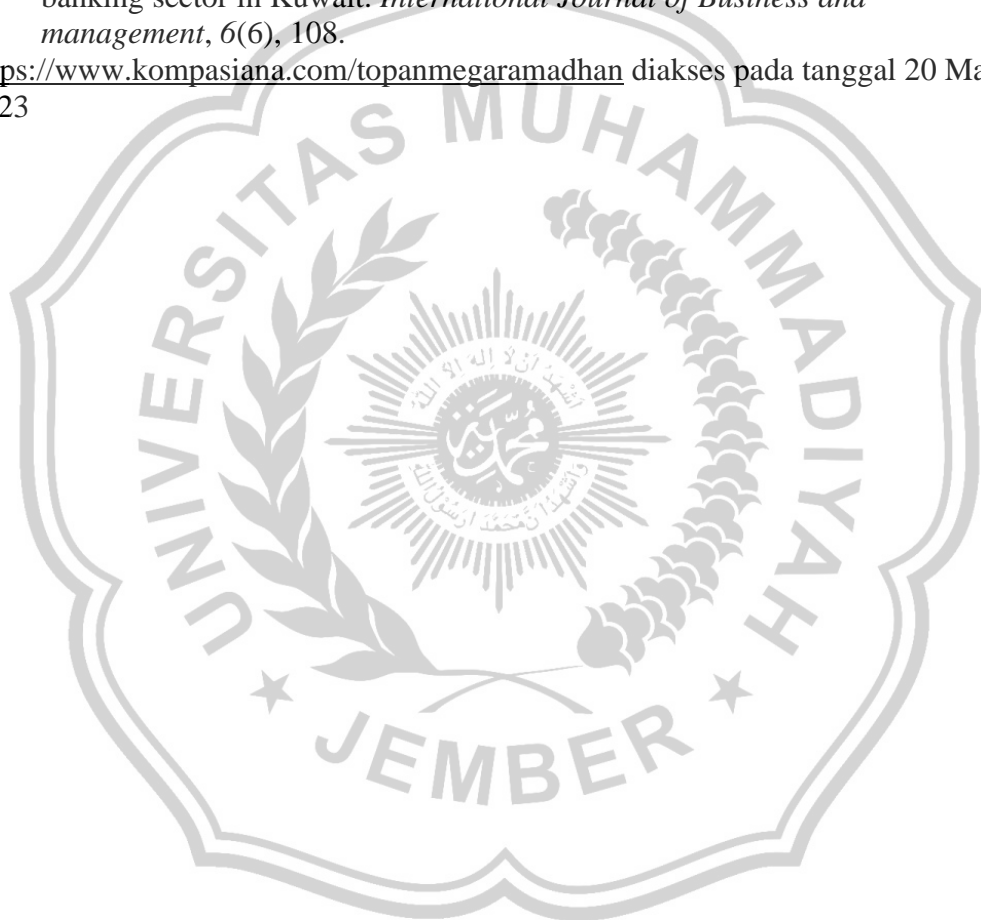 banking sector in Kuwait. International Journal of Business and
management, 6(6), 108.
ps://www.kompasiana.com/topanmegaramadhan diakses pada tanggal 20 Ma
23
UNIVERSITAS MUHAMMADIYAH
JEMBER